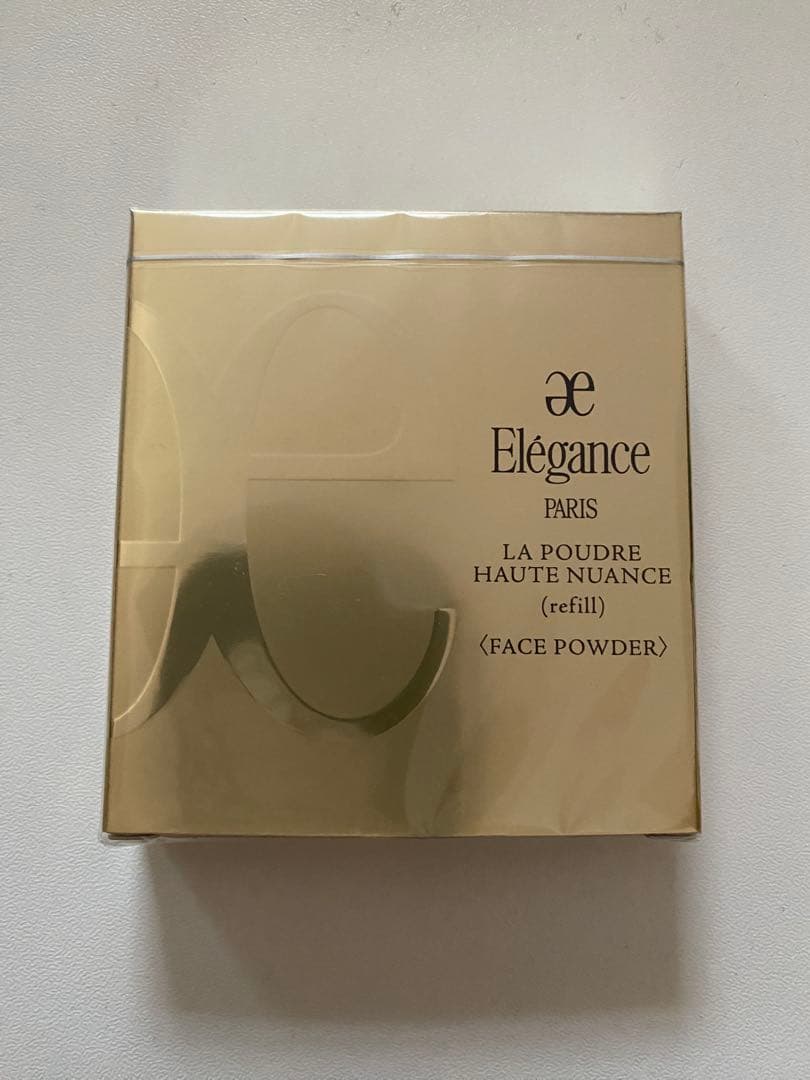 Elégance
PARIS
LA POUDRE
HAUTE NUANCE
(refill)
〈FACE POWDER〉